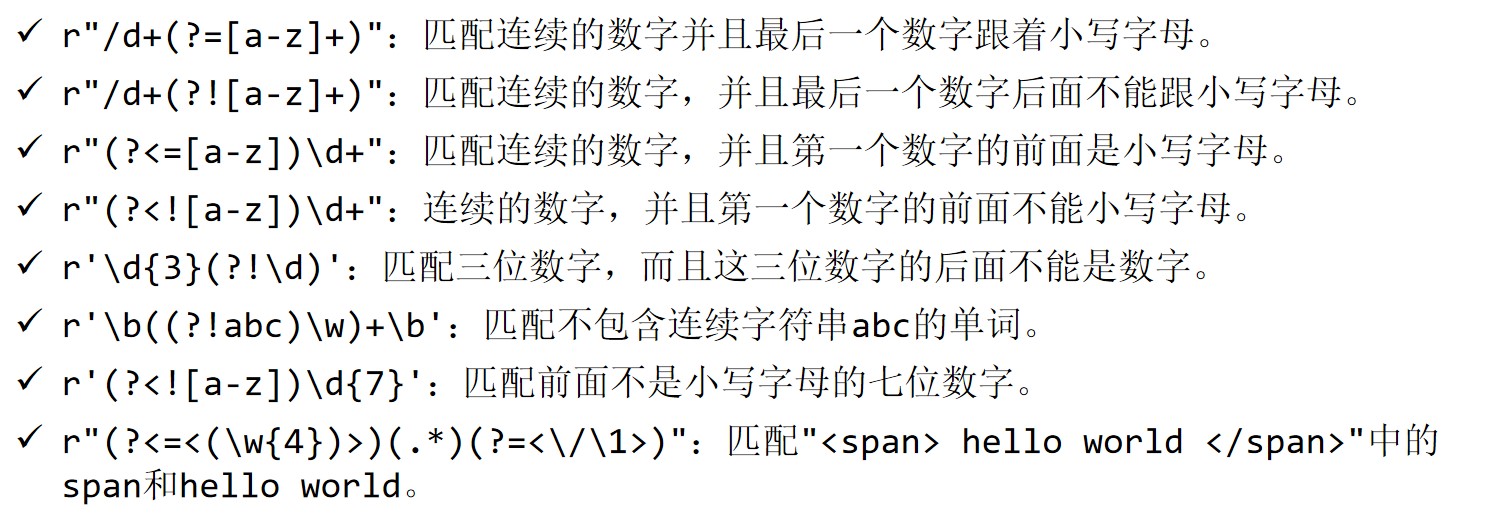 ✓ r"/d+(?=[a-z]+)": 匹配连续的数字并且最后一个数字跟着小写字母。
✓ r"/d+(?![a-z]+)": 匹配连续的数字，并且最后一个数字后面不能跟小写字母。
✓ r"(?<=[a-z])\d+": 匹配连续的数字，并且第一个数字的前面是小写字母。
✓ r"(?<![a-z])\d+": 连续的数字，并且第一个数字的前面不能小写字母。
✓ r'\d{3}(?!\d)': 匹配三位数字，而且这三位数字的后面不能是数字。
✓ r'\b((?!abc)\w)+\b': 匹配不包含连续字符串abc的单词。
✓ r'(?<![a-z])\d{7}': 匹配前面不是小写字母的七位数字。
✓ r"(?<=<(\w{4})>)(.*)(?=<\/\1>)": 匹配"<span> hello world </span>"中的
span和hello world。